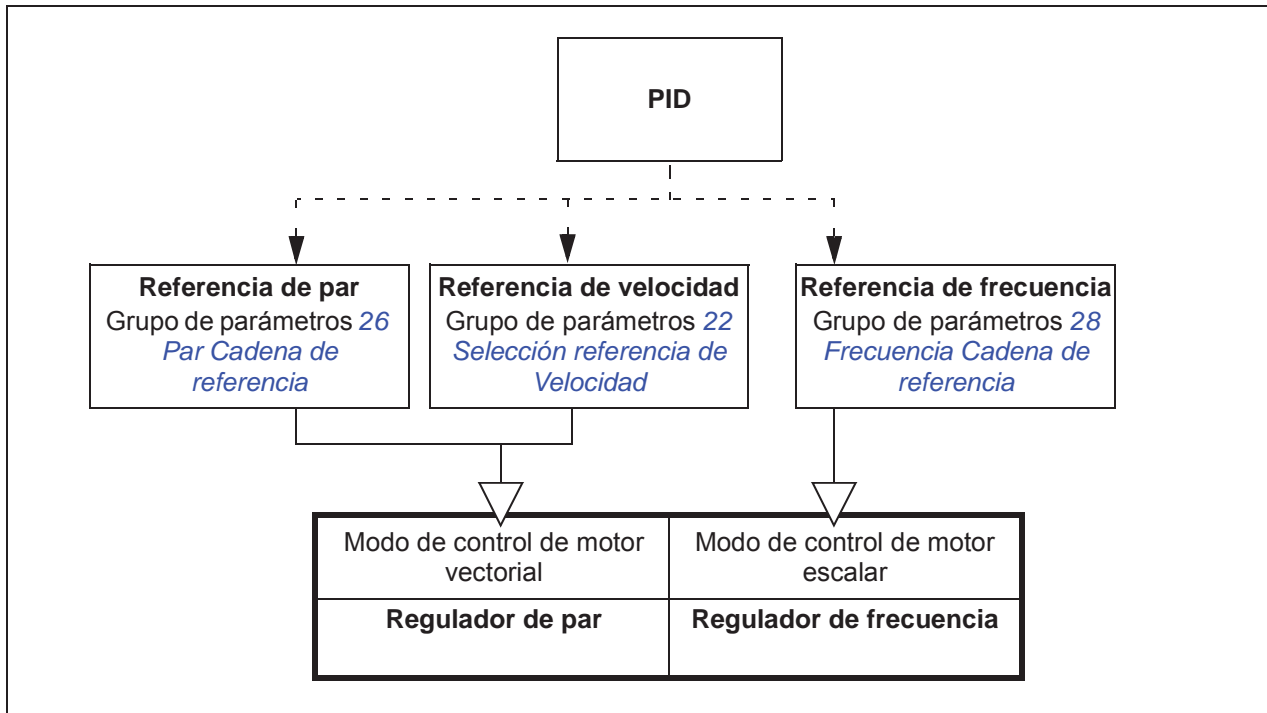 PID
Referencia de par
Grupo de parámetros 26
Par Cadena de
referencia
Referencia de velocidad
Grupo de parámetros 22
Selección referencia de
Velocidad
Referencia de frecuencia
Grupo de parámetros 28
Frecuencia Cadena de
referencia
Modo de control de motor
vectorial
Modo de control de motor
escalar
Regulador de par
Regulador de frecuencia